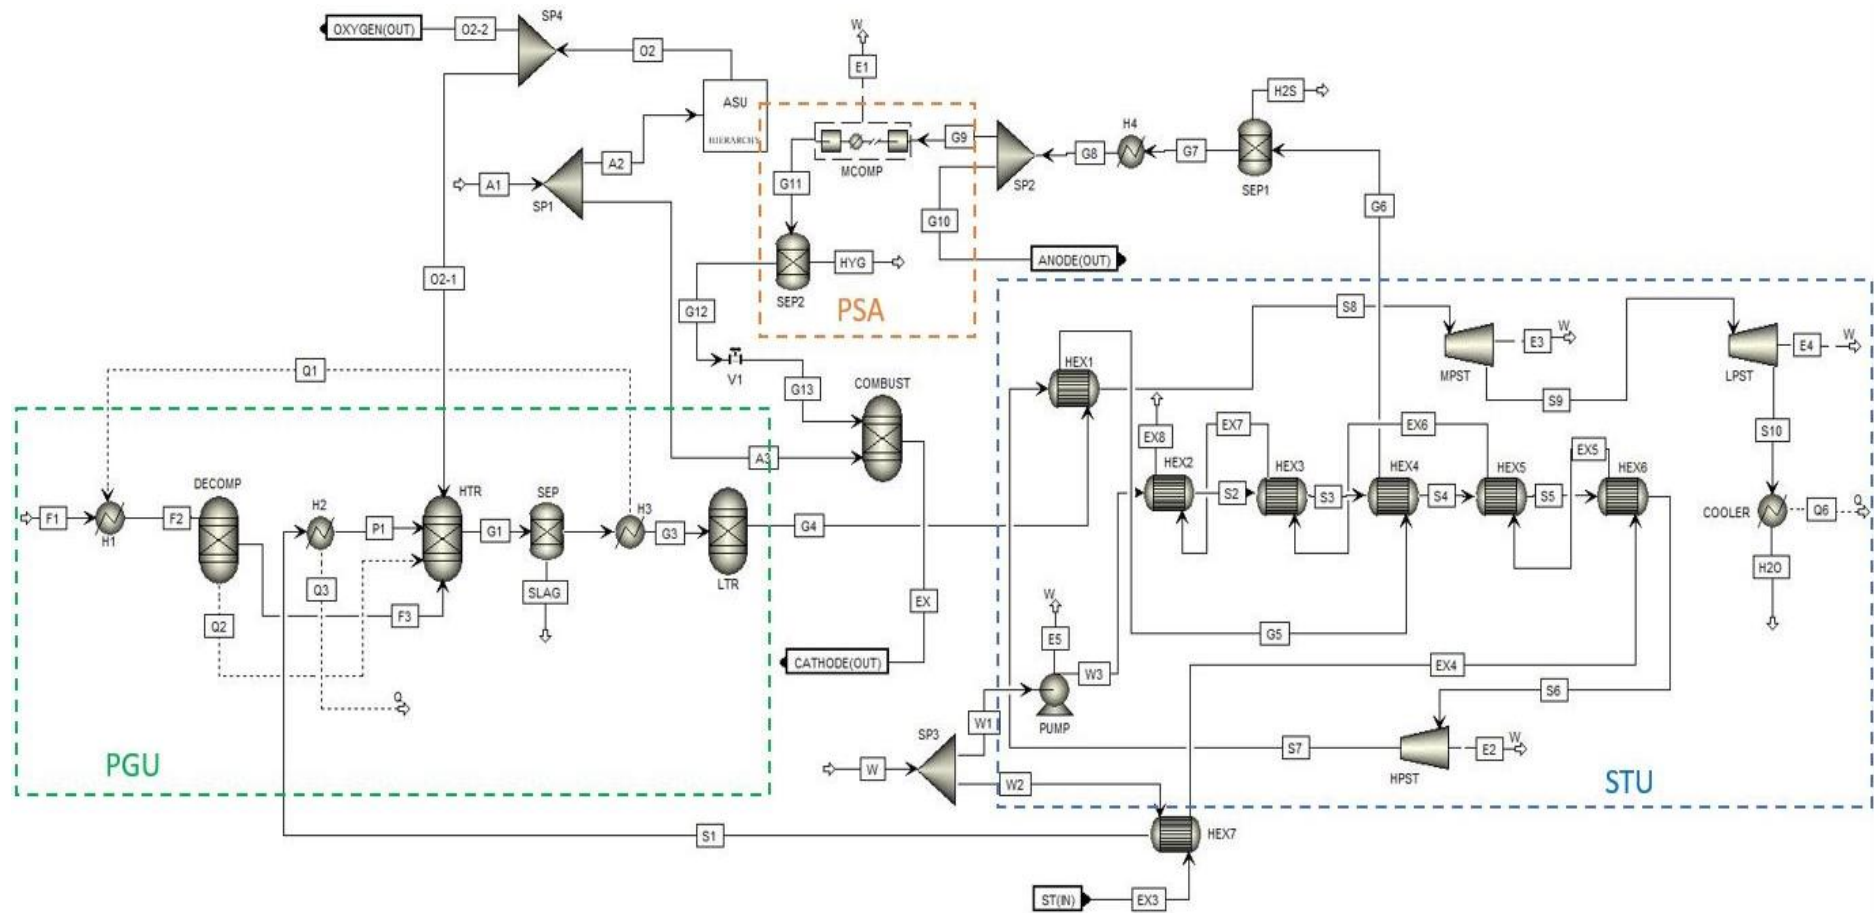 SP4
OXYGEN(OUT)
O2-2
O2
W
E1
ASU
HIERARCHY
H2S
G9
MCOMP
SP2
G8
H4
G7
SEP1
A1
A2
SP1
G11
G10
G6
ANODE(OUT)
SEP2
HYG
PSA
O2-1
G12
V1
G13
COMBUST
A3
EX
CATHODE(OUT)
Q1
F1
H1
F2
DECOMP
H2
P1
HTR
G1
SEP
H3
G3
LTR
G4
Q3
SLAG
Q2
F3
Q
PGU
S8
HEX1
MPST
E3
W
S9
LPST
E4
W
EX8
EX7
EX6
EX5
HEX2
S2
HEX3
S3
HEX4
S4
HEX5
S5
HEX6
S10
COOLER
Q6
Q
H2O
W
E5
W3
G5
EX4
S6
W1
PUMP
SP3
W
W2
S7
HPST
E2
W
STU
S1
HEX7
ST(IN)
EX3